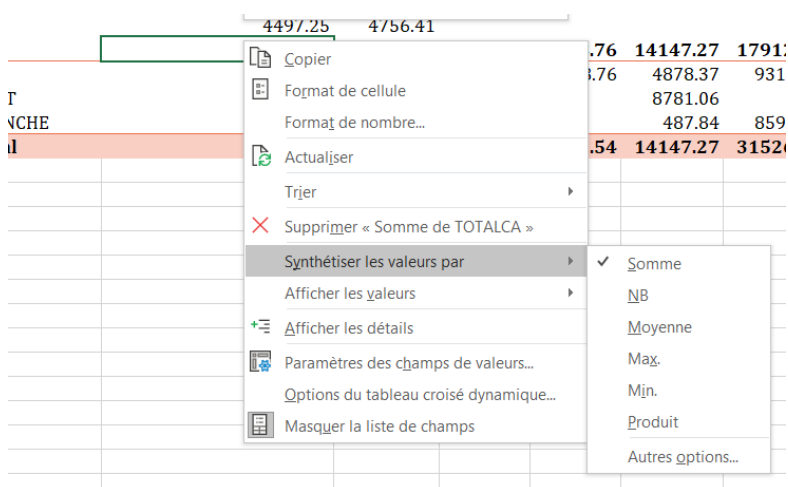 4497.25 4756.41
.76 14147.27 17912
.76 4878.37 931
T 8781.06
NCHE 487.84 859
al .54 14147.27 3152
Copier
Format de cellule
Format de nombre...
Actualiser
Trier
Supprimer « Somme de TOTALCA »
Synthétiser les valeurs par
Afficher les valeurs
Afficher les détails
Paramètres des champs de valeurs...
Options du tableau croisé dynamique...
Masquer la liste de champs
Somme
NB
Moyenne
Max.
Min.
Produit
Autres options...